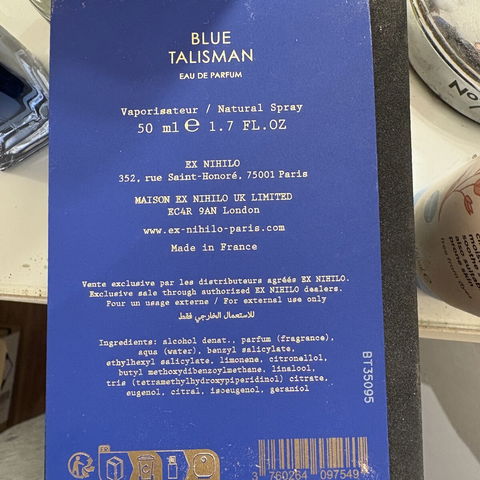 BLUE
TALISMAN
EAU DE PARFUM
Vaporisateur / Natural Spray
50 ml ℮ 1.7 FL.OZ
EX NIHILO
352, rue Saint-Honoré, 75001 Paris
MAISON EX NIHILO UK LIMITED
EC4R 9AN London
www.ex-nihilo-paris.com
Made in France
Vente exclusive par les distributeurs agréés EX NIHILO.
Exclusive sale through authorized EX NIHILO dealers.
Pour un usage externe / For external use only
للاستعمال الخارجي فقط
Ingredients: alcohol denat., parfum (fragrance),
aqua (water), benzyl salicylate,
ethylhexyl salicylate, limonene, citronellol,
butyl methoxydibenzoylmethane, linalool,
tris (tetramethylhydroxypiperidinol) citrate,
eugenol, citral, isoeugenol, geraniol
BT35095
FR
3 760264 097549
No